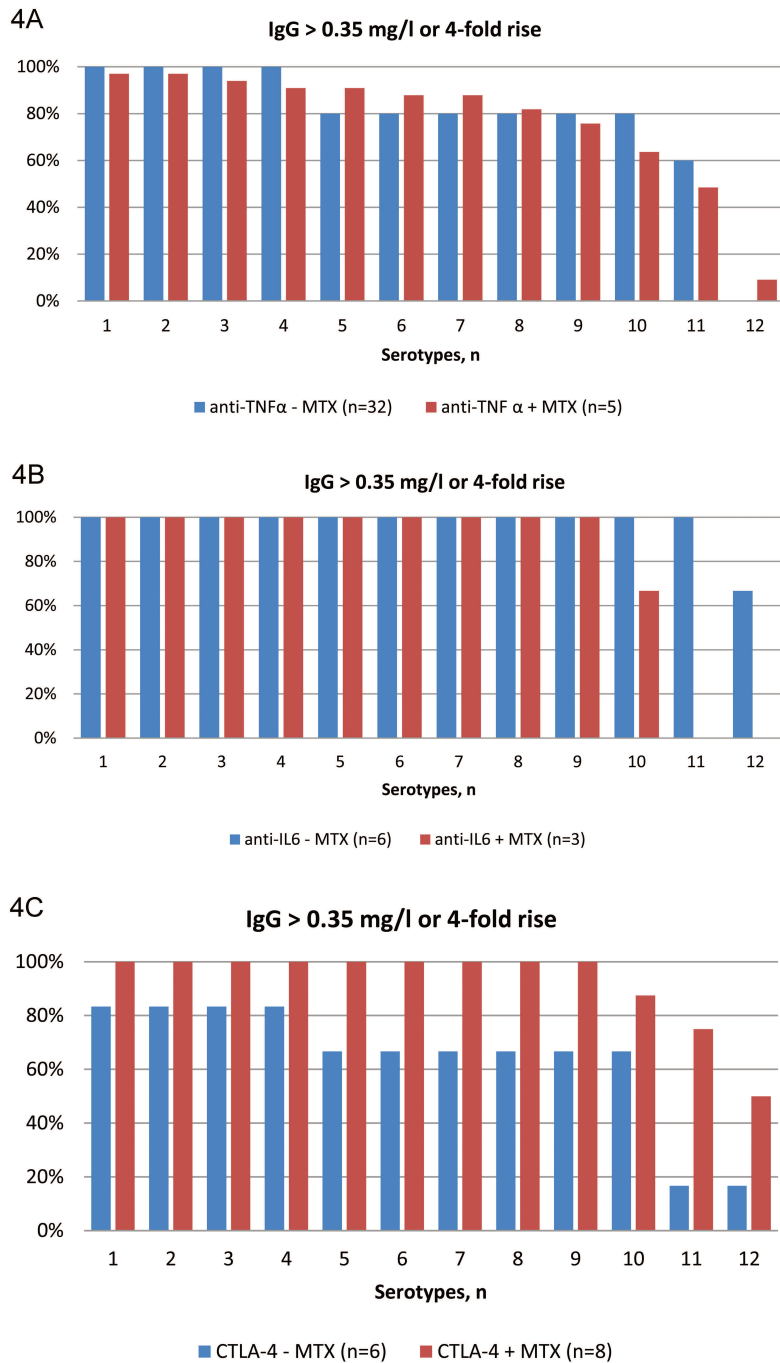 4A
IgG > 0.35 mg/l or 4-fold rise
100%
80%
60%
40%
20%
0%
1 2 3 4 5 6 7 8 9 10 11 12
Serotypes, n
anti-TNFα - MTX (n=32) anti-TNF α + MTX (n=5)
4B
IgG > 0.35 mg/l or 4-fold rise
100%
80%
60%
40%
20%
0%
1 2 3 4 5 6 7 8 9 10 11 12
Serotypes, n
anti-IL6 - MTX (n=6) anti-IL6 + MTX (n=3)
4C
IgG > 0.35 mg/l or 4-fold rise
100%
80%
60%
40%
20%
0%
1 2 3 4 5 6 7 8 9 10 11 12
Serotypes, n
CTLA-4 - MTX (n=6) CTLA-4 + MTX (n=8)